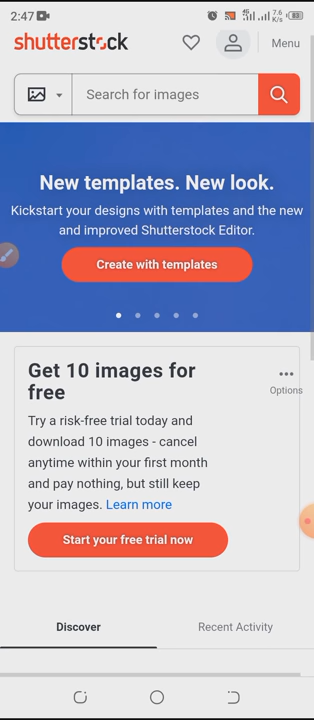 2:47
4G
7.6
K/s
shutterstock
Menu
Search for images
New templates. New look.
Kickstart your designs with templates and the new
and improved Shutterstock Editor.
Create with templates
Get 10 images for
free
Options
Try a risk-free trial today and
download 10 images - cancel
anytime within your first month
and pay nothing, but still keep
your images. Learn more
Start your free trial now
Discover
Recent Activity